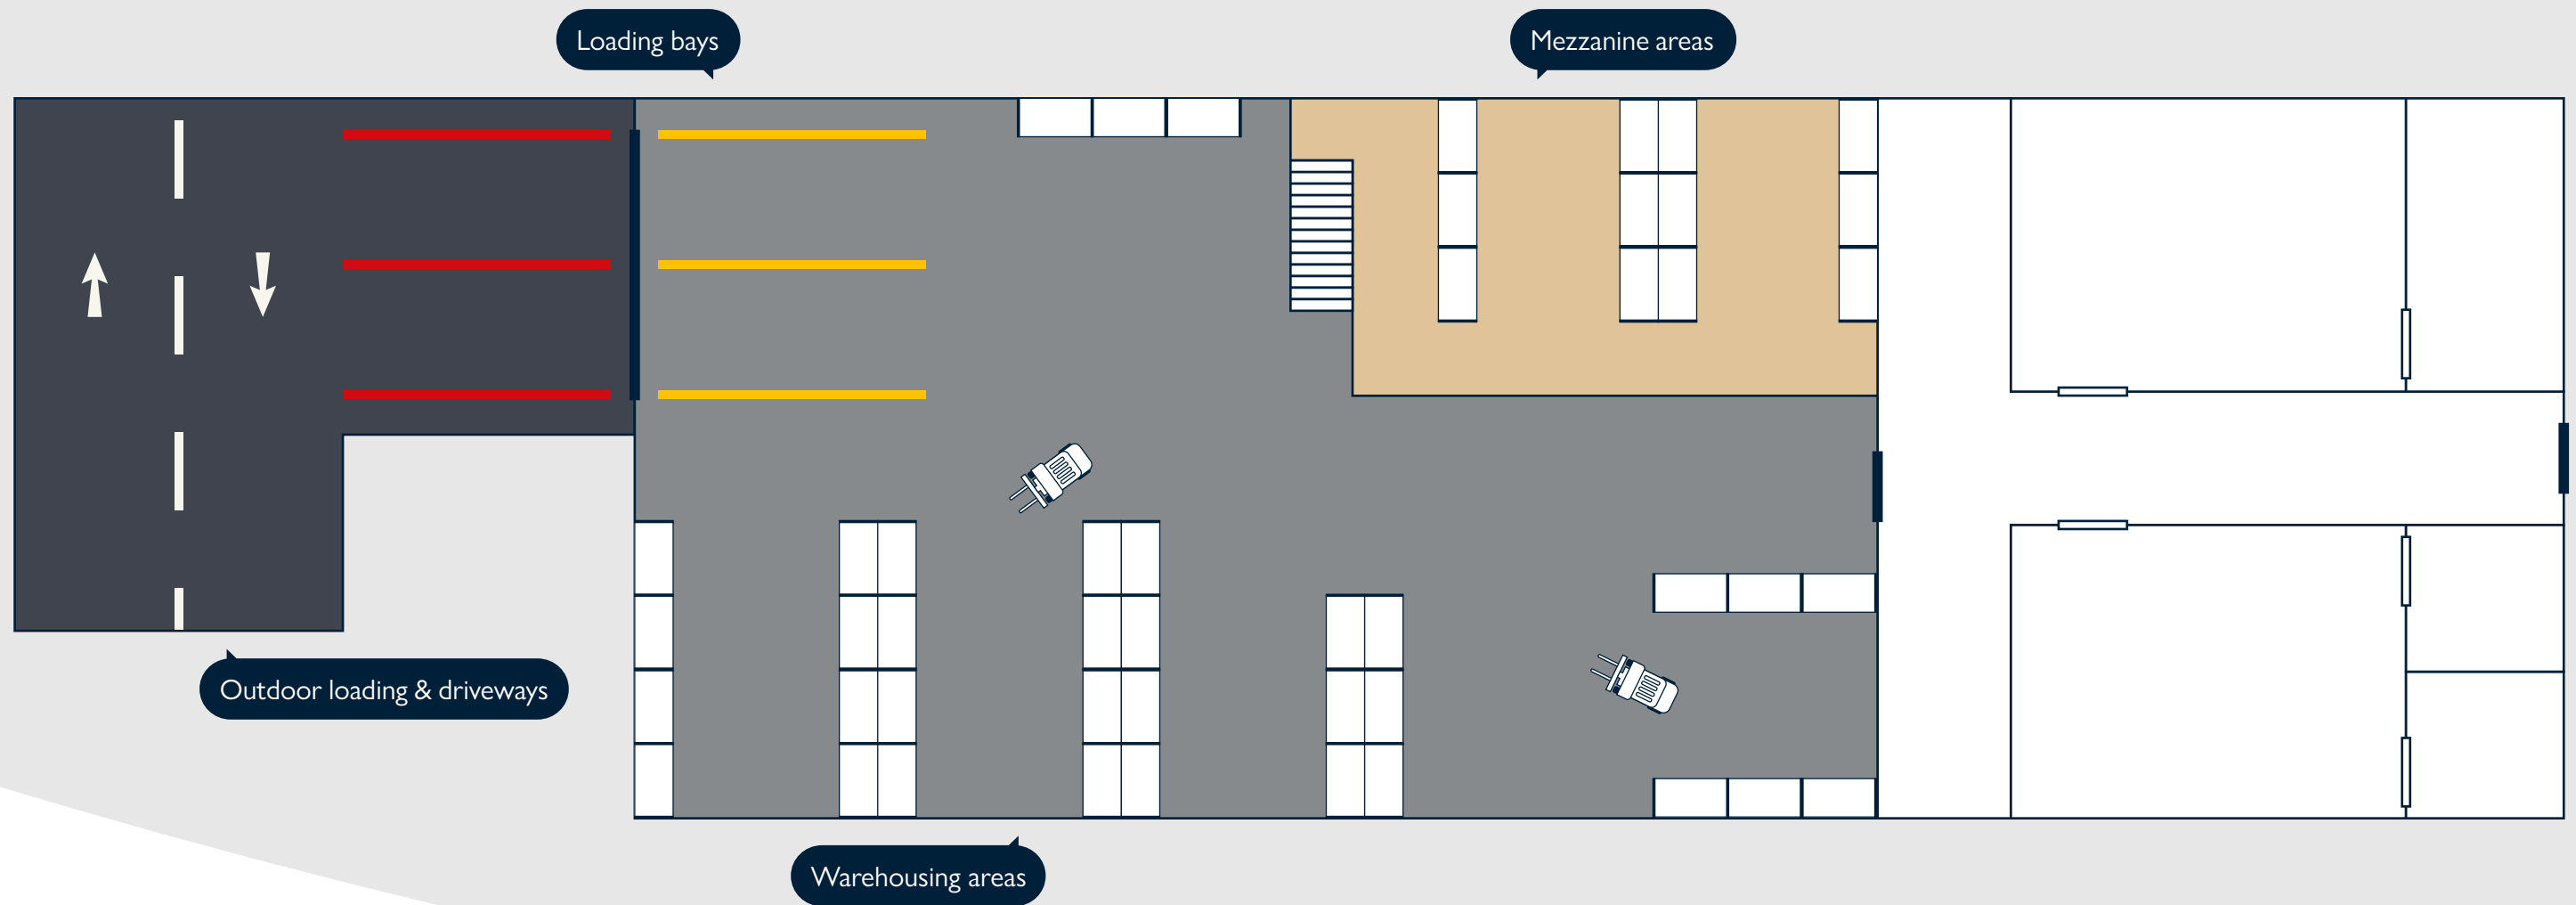 Loading bays
Mezzanine areas
Outdoor loading & driveways
Warehousing areas